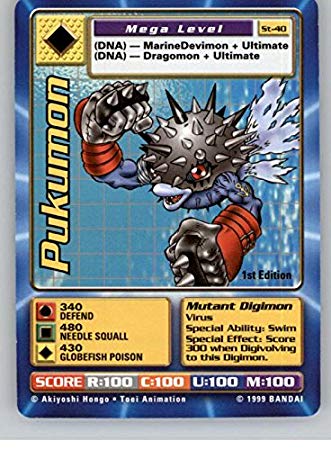 Mega Level
St-40
(DNA) — MarineDevimon + Ultimate
(DNA) — Dragomon + Ultimate
Pukumon
1st Edition
340
DEFEND
480
NEEDLE SQUALL
430
GLOBEFISH POISON
Mutant Digimon
Virus
Special Ability: Swim
Special Effect: Score
300 when Digivolving
to this Digimon.
SCORE R:100 C:100 U:100 M:100
© Akiyoshi Hongo • Toei Animation
© 1999 BANDAI